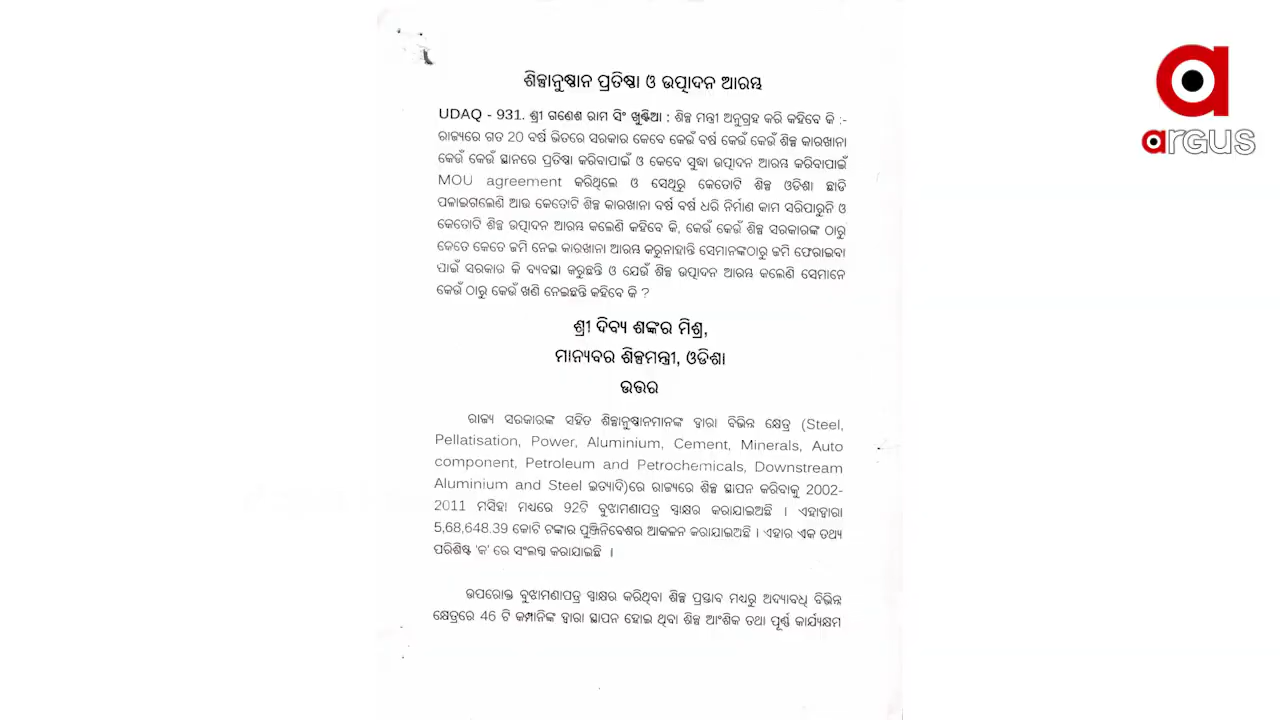 ଶିଳ୍ପାନୁଷ୍ଠାନ ପ୍ରତିଷ୍ଠା ଓ ଉତ୍ପାଦନ ଆରମ୍ଭ
UDAQ - 931. ଶ୍ରୀ ଗଣେଶ ରାମ ସିଂ ଖୁଣ୍ଟିଆ : ଶିଳ୍ପ ମନ୍ତ୍ରୀ ଅନୁଗ୍ରହ କରି କହିବେ କି :-
ରାଜ୍ୟରେ ଗତ 20 ବର୍ଷ ଭିତରେ ସରକାର କେବେ କେଉଁ ବର୍ଷ କେଉଁ କେଉଁ ଶିଳ୍ପ କାରଖାନା
କେଉଁ କେଉଁ ସ୍ଥାନରେ ପ୍ରତିଷ୍ଠା କରିବାପାଇଁ ଓ କେବେ ସୁଦ୍ଧା ଉତ୍ପାଦନ ଆରମ୍ଭ କରିବାପାଇଁ
MOU agreement କରିଥିଲେ ଓ ସେଥିରୁ କେତୋଟି ଶିଳ୍ପ ଓଡିଶା ଛାଡି
ପଳାଇଗଲେଣି ଆଉ କେତୋଟି ଶିଳ୍ପ କାରଖାନା ବର୍ଷ ବର୍ଷ ଧରି ନିର୍ମାଣ କାମ ସରିପାରୁନି ଓ
କେତୋଟି ଶିଳ୍ପ ଉତ୍ପାଦନ ଆରମ୍ଭ କଲେଣି କହିବେ କି, କେଉଁ କେଉଁ ଶିଳ୍ପ ସରକାରଙ୍କ ଠାରୁ
କେତେ କେତେ ଜମି ନେଇ କାରଖାନା ଆରମ୍ଭ କରୁନାହାନ୍ତି ସେମାନଙ୍କଠାରୁ ଜମି ଫେରାଇବା
ପାଇଁ ସରକାର କି ବ୍ୟବସ୍ଥା କରୁଛନ୍ତି ଓ ଯେଉଁ ଶିଳ୍ପ ଉତ୍ପାଦନ ଆରମ୍ଭ କଲେଣି ସେମାନେ
କେଉଁ ଠାରୁ କେଉଁ ଖଣି ନେଇଛନ୍ତି କହିବେ କି ?
ଶ୍ରୀ ଦିବ୍ୟ ଶଙ୍କର ମିଶ୍ର,
ମାନ୍ୟବର ଶିଳ୍ପମନ୍ତ୍ରୀ, ଓଡିଶା
ଉତ୍ତର
ରାଜ୍ୟ ସରକାରଙ୍କ ସହିତ ଶିଳ୍ପାନୁଷ୍ଠାନମାନଙ୍କ ଦ୍ୱାରା ବିଭିନ୍ନ କ୍ଷେତ୍ର (Steel,
Pellatisation, Power, Aluminium, Cement, Minerals, Auto
component, Petroleum and Petrochemicals, Downstream
Aluminium and Steel ଇତ୍ୟାଦି)ରେ ରାଜ୍ୟରେ ଶିଳ୍ପ ସ୍ଥାପନ କରିବାକୁ 2002-
2011 ମସିହା ମଧ୍ୟରେ 92ଟି ବୁଝାମଣାପତ୍ର ସ୍ୱାକ୍ଷର କରାଯାଇଅଛି । ଏହାଦ୍ୱାରା
5,68,648.39 କୋଟି ଟଙ୍କାର ପୁଞ୍ଜିନିବେଶର ଆକଳନ କରାଯାଇଅଛି । ଏହାର ଏକ ତଥ୍ୟ
ପରିଶିଷ୍ଟ 'କ' ରେ ସଂଲଗ୍ନ କରାଯାଇଛି ।
ଉପରୋକ୍ତ ବୁଝାମଣାପତ୍ର ସ୍ୱାକ୍ଷର କରିଥିବା ଶିଳ୍ପ ପ୍ରସ୍ତାବ ମଧ୍ୟରୁ ଅଦ୍ୟାବଧି ବିଭିନ୍ନ
କ୍ଷେତ୍ରରେ 46 ଟି କମ୍ପାନିଙ୍କ ଦ୍ୱାରା ସ୍ଥାପନ ହୋଇ ଥିବା ଶିଳ୍ପ ଆଂଶିକ ତଥା ପୂର୍ଣ୍ଣ କାର୍ଯ୍ୟକ୍ଷମ
argus